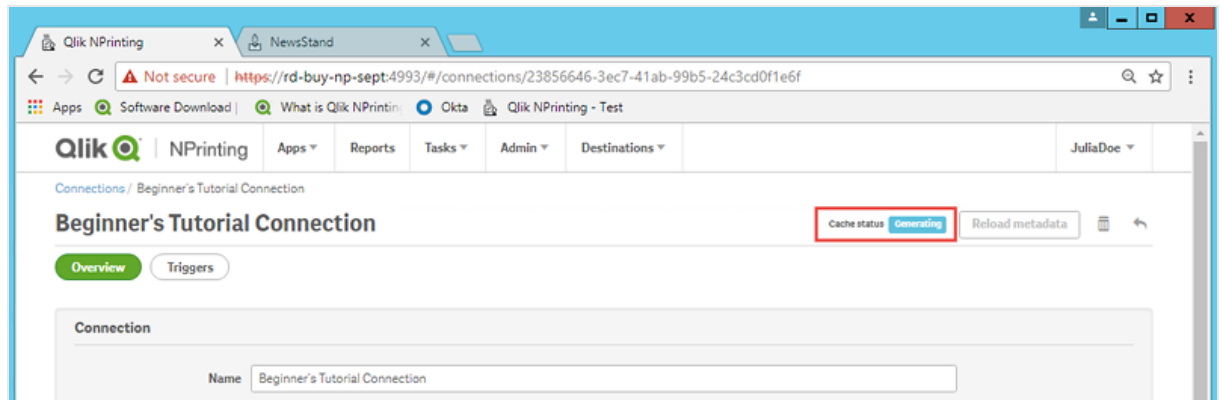 Qlik NPrinting
NewsStand
Not secure | https://rd-buy-np-sept:4993/#/connections/23856646-3ec7-41ab-99b5-24c3cd0f1e6f
Apps Software Download | What is Qlik NPrinting Okta Qlik NPrinting - Test
Qlik NPrinting Apps Reports Tasks Admin Destinations JuliaDoe
Connections / Beginner's Tutorial Connection
Beginner's Tutorial Connection Cache status Generating Reload metadata
Overview Triggers
Connection
Name Beginner's Tutorial Connection